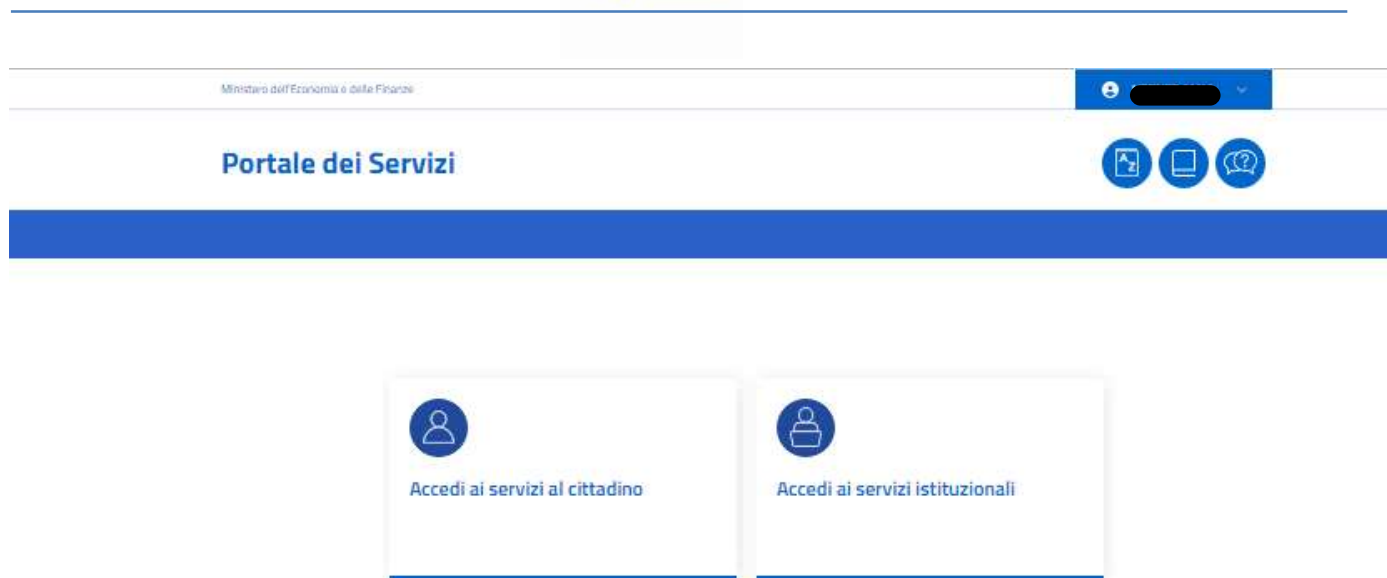 Ministero dell'Economia e delle Finanze
Portale dei Servizi
A
Z
?
Accedi ai servizi al cittadino
Accedi ai servizi istituzionali